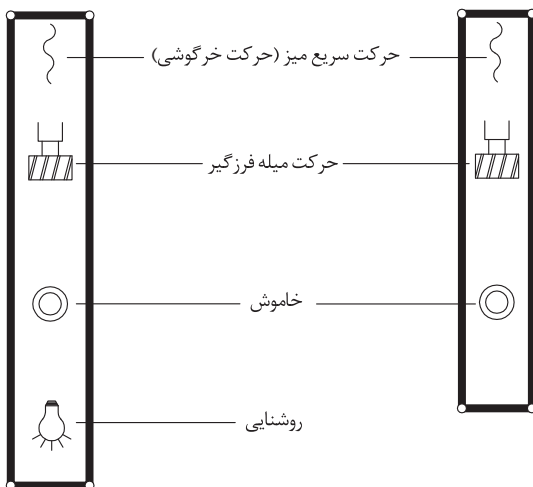 حرکت سریع میز (حرکت خرگوشی)
حرکت میله فرزگیر
خاموش
روشنایی